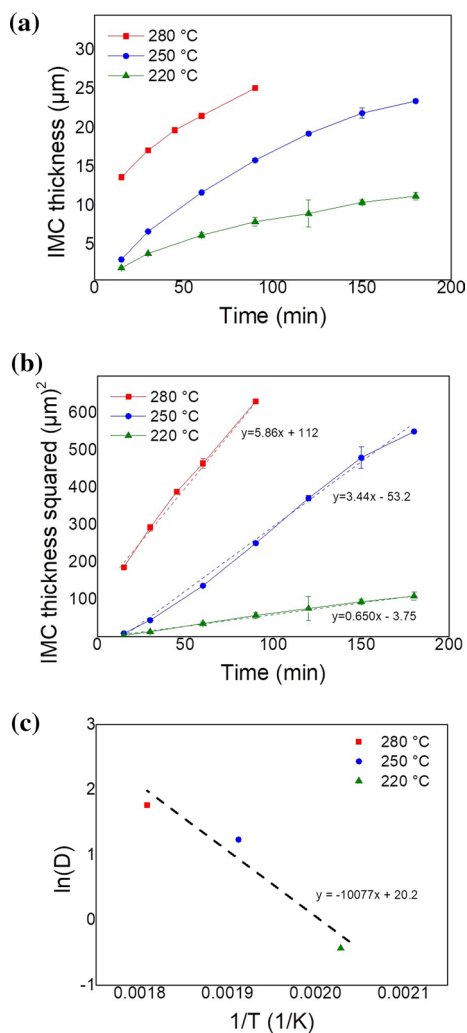 (a)
30
25
20
15
10
5
IMC thickness (µm)
280 °C
250 °C
220 °C
0
50
100
150
200
Time (min)
(b)
600
500
400
300
200
100
IMC thickness squared (µm)²
280 °C
250 °C
220 °C
y=5.86x + 112
y=3.44x - 53.2
y=0.650x - 3.75
0
50
100
150
200
Time (min)
(c)
3
2
1
0
-1
ln(D)
280 °C
250 °C
220 °C
y = -10077x + 20.2
0.0018
0.0019
0.0020
0.0021
1/T (1/K)